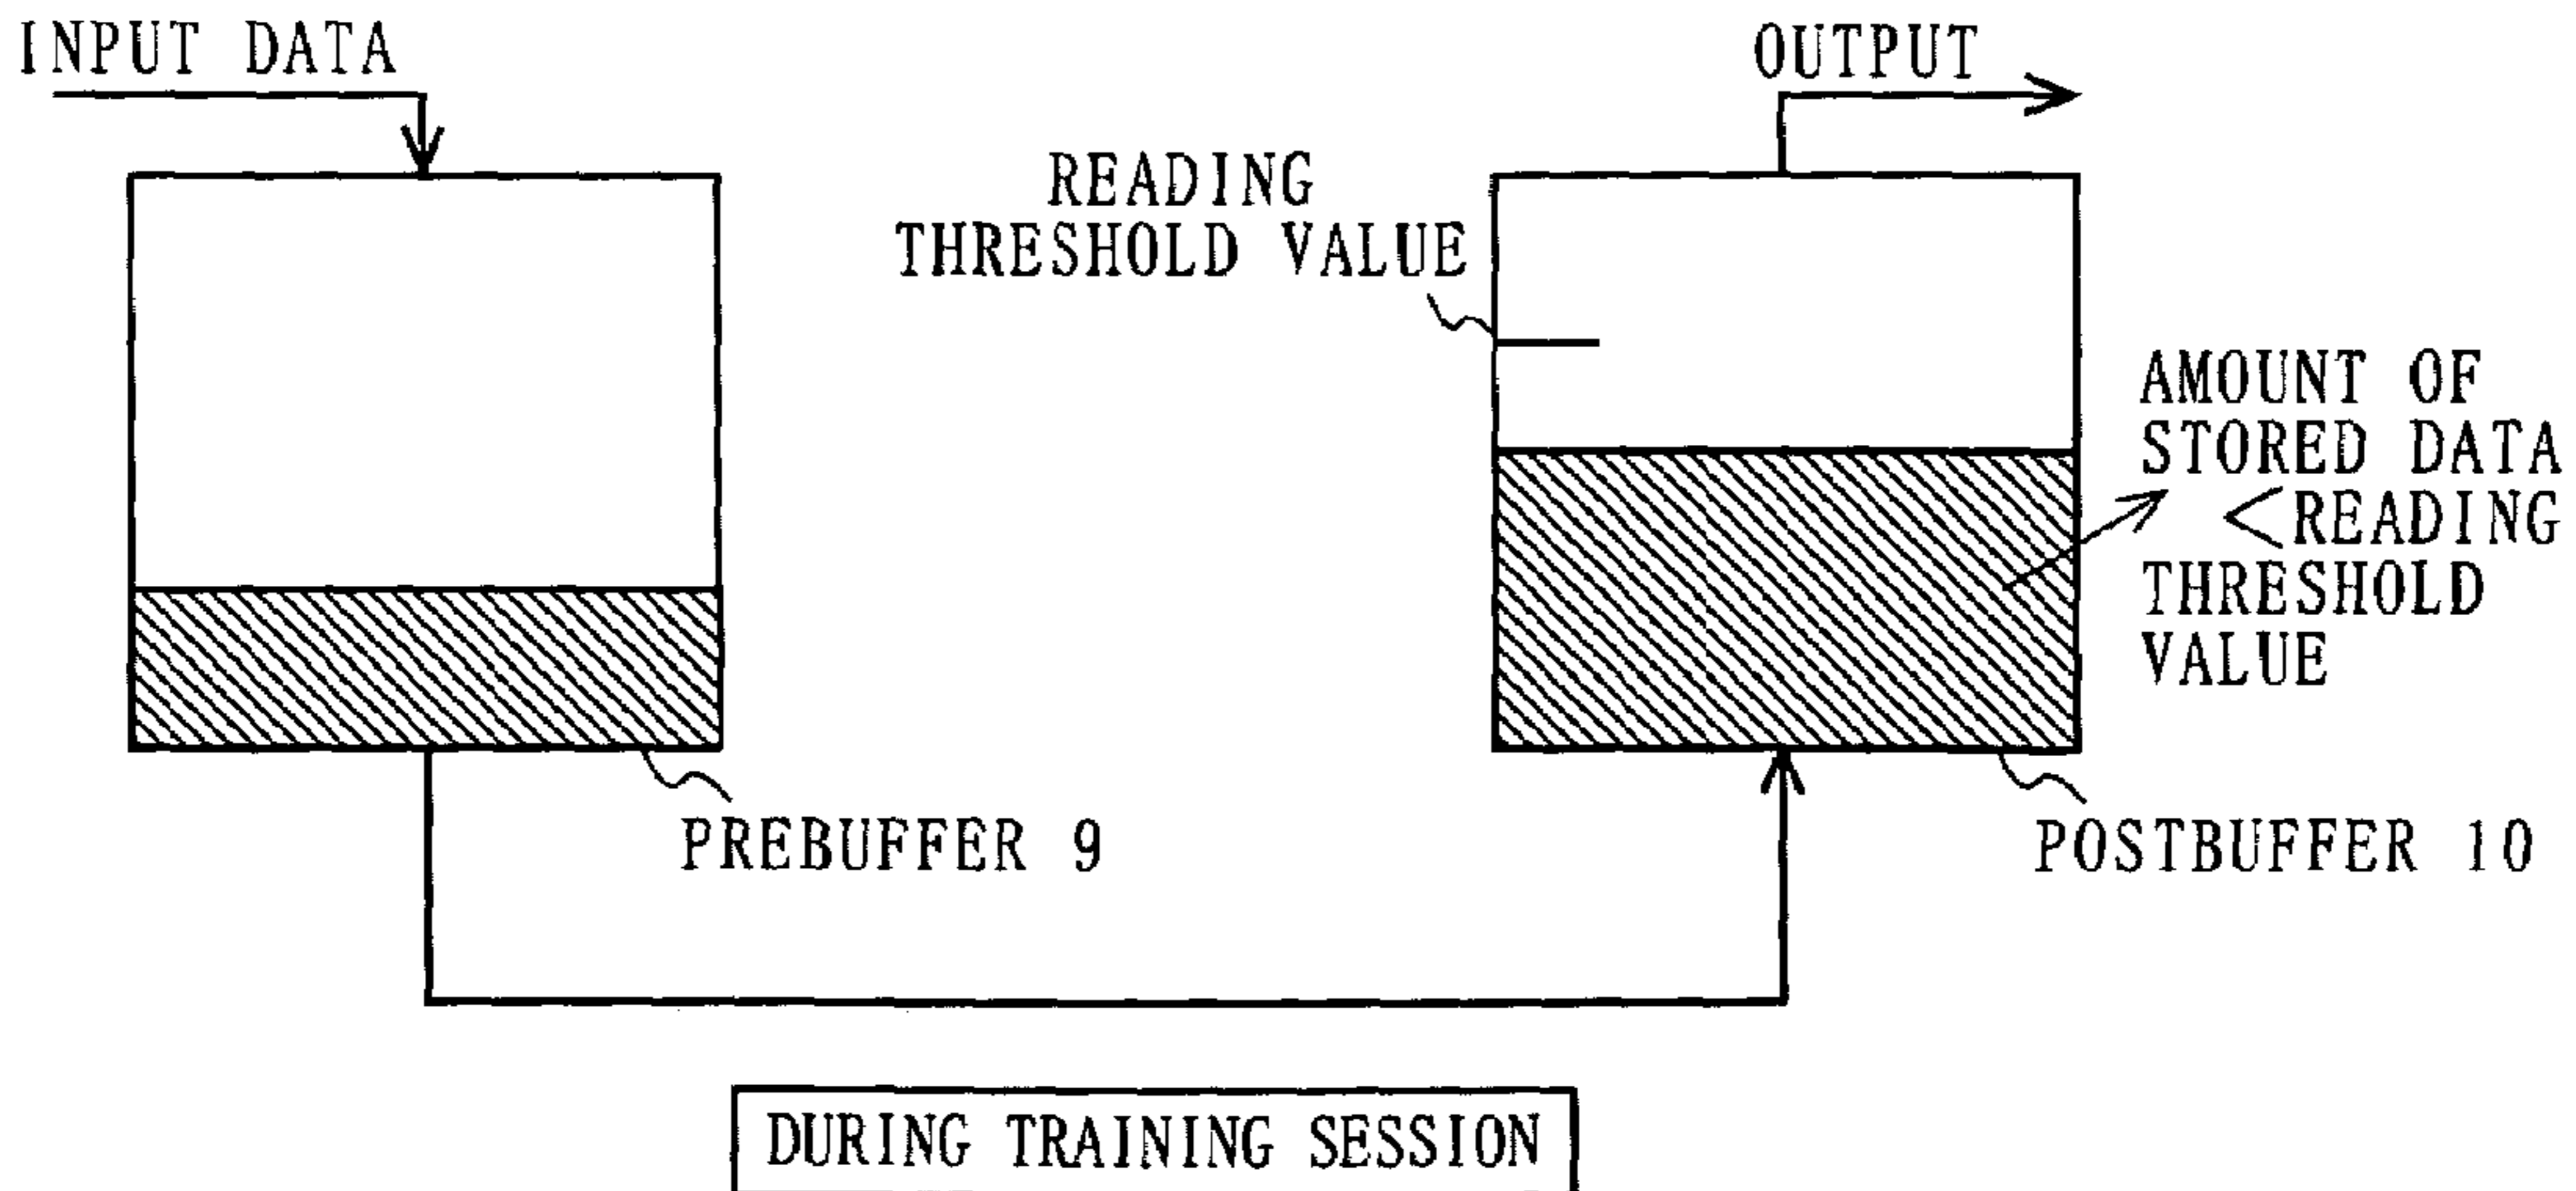 INPUT DATA
OUTPUT
READING
THRESHOLD VALUE
AMOUNT OF
STORED DATA
<READING
THRESHOLD
VALUE
PREBUFFER 9
POSTBUFFER 10
DURING TRAINING SESSION